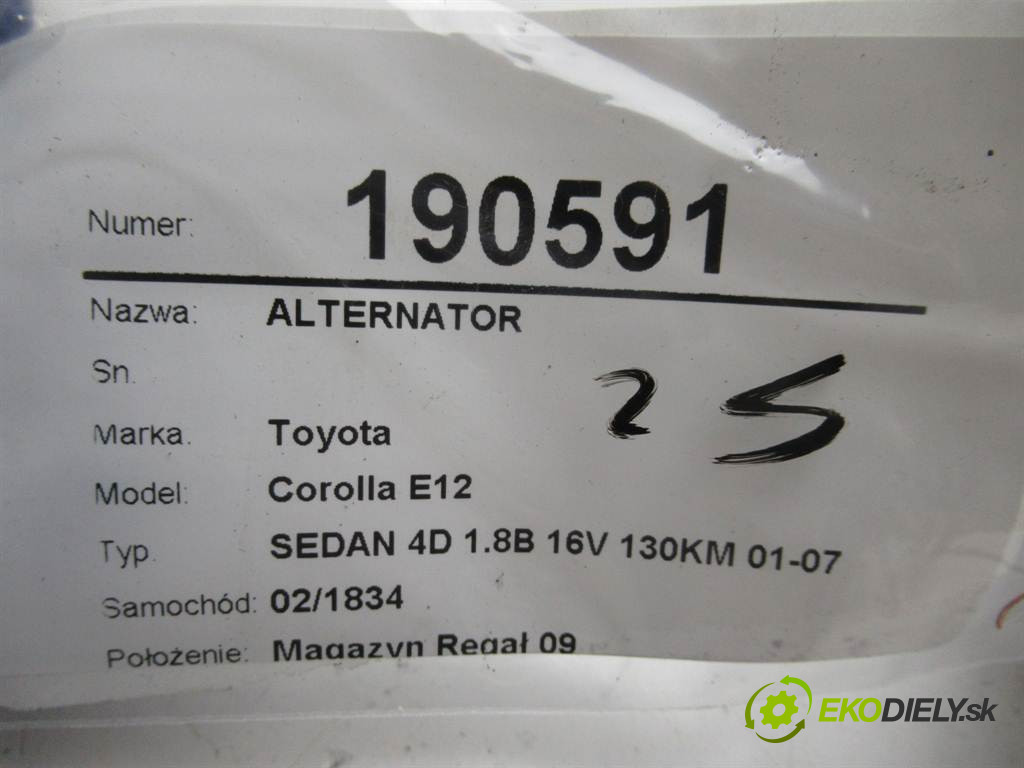 Numer: 190591
Nazwa: ALTERNATOR
Sn.
25
Marka. Toyota
Model: Corolla E12
Typ. SEDAN 4D 1.8B 16V 130KM 01-07
Samochód: 02/1834
Położenie: Magazyn Regał 09
EKODIELY.sk